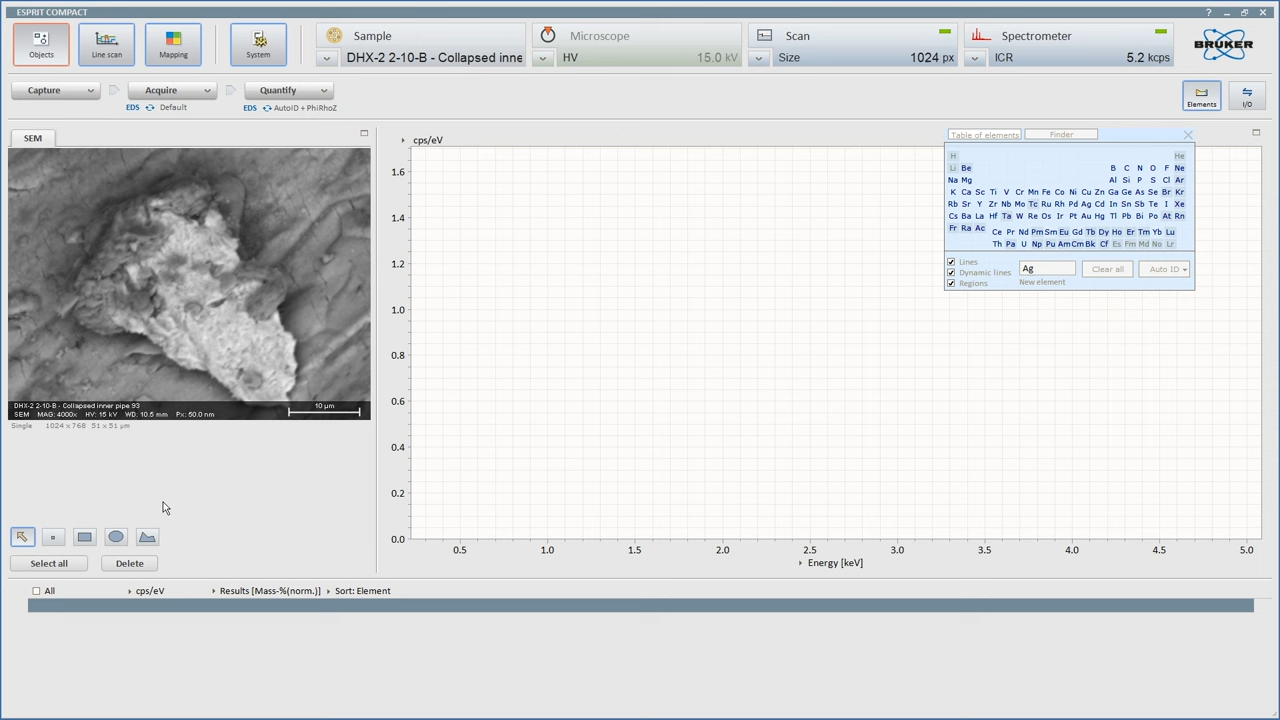 ESPRIT COMPACT
Objects
Line scan
Mapping
System
Sample
DHX-2 2-10-B - Collapsed inne
Microscope
HV 15.0 kV
Scan
Size 1024 px
Spectrometer
ICR 5.2 kcps
BRUKER
Capture
Acquire
Quantify
EDS Default
EDS AutoID + PhiRhoZ
Elements
I/O
SEM
DHX-2 2-10-B - Collapsed inner pipe 93
SEM MAG: 4000x HV: 15 kV WD: 10.5 mm Px: 50.0 nm
10 µm
Single 1024 x 768 51 x 51 µm
Select all
Delete
cps/eV
1.6
1.4
1.2
1.0
0.8
0.6
0.4
0.2
0.0
0.5 1.0 1.5 2.0 2.5 3.0 3.5 4.0 4.5 5.0
Energy [keV]
Table of elements
Finder
H He
Li Be B C N O F Ne
Na Mg Al Si P S Cl Ar
K Ca Sc Ti V Cr Mn Fe Co Ni Cu Zn Ga Ge As Se Br Kr
Rb Sr Y Zr Nb Mo Tc Ru Rh Pd Ag Cd In Sn Sb Te I Xe
Cs Ba La Hf Ta W Re Os Ir Pt Au Hg Tl Pb Bi Po At Rn
Fr Ra Ac
Ce Pr Nd Pm Sm Eu Gd Tb Dy Ho Er Tm Yb Lu
Th Pa U Np Pu Am Cm Bk Cf Es Fm Md No Lr
Lines
Dynamic lines
Regions
Ag
New element
Clear all
Auto ID
All
cps/eV
Results [Mass-%(norm.)]
Sort: Element